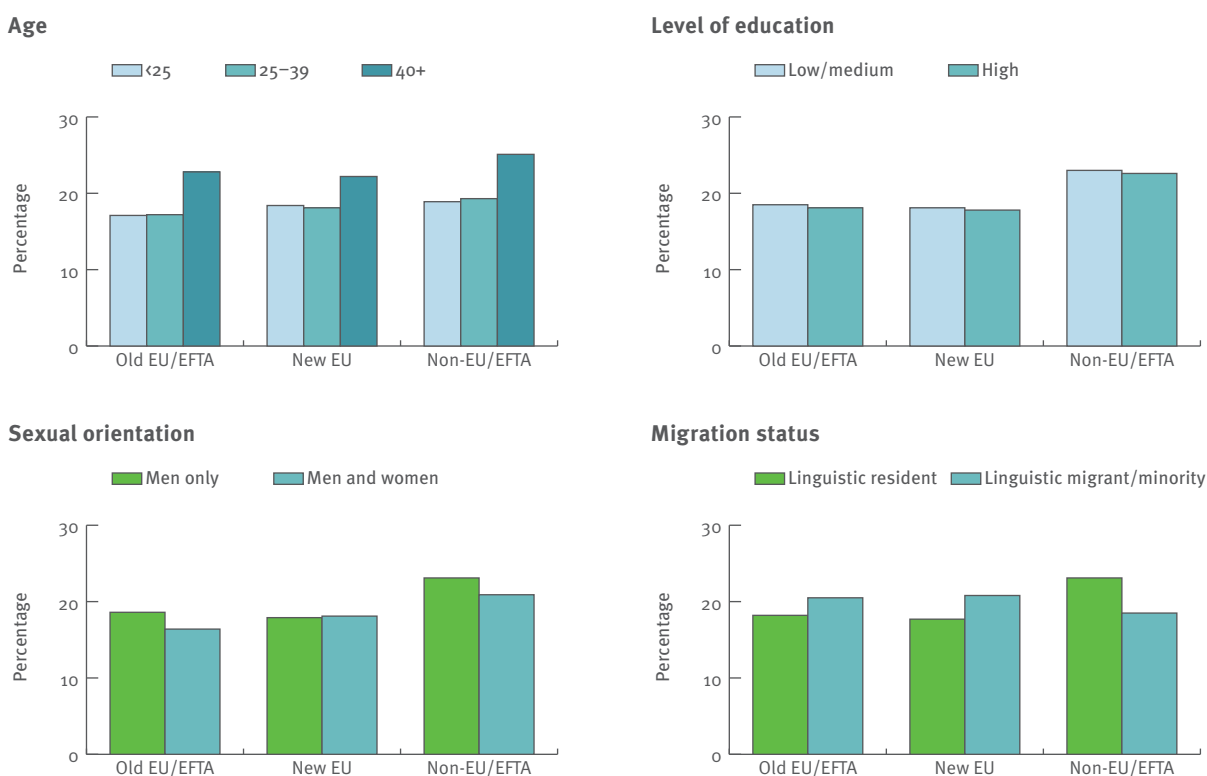 Age
<25 25–39 40+
30
20
10
0
Percentage
Old EU/EFTA New EU Non-EU/EFTA
Level of education
Low/medium High
30
20
10
0
Percentage
Old EU/EFTA New EU Non-EU/EFTA
Sexual orientation
Men only Men and women
30
20
10
0
Percentage
Old EU/EFTA New EU Non-EU/EFTA
Migration status
Linguistic resident Linguistic migrant/minority
30
20
10
0
Percentage
Old EU/EFTA New EU Non-EU/EFTA